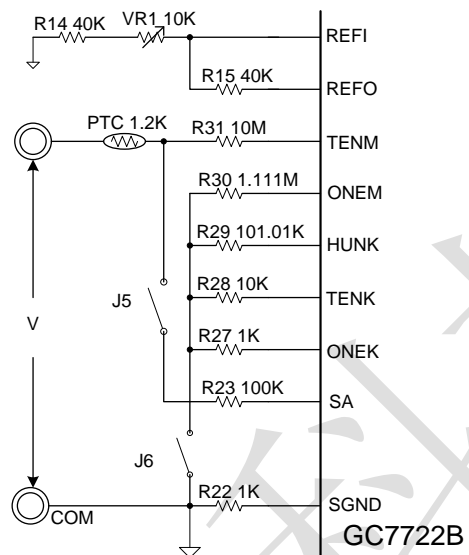 R14 40K VR1 10K REFI
R15 40K REFO
PTC 1.2K R31 10M TENM
R30 1.111M ONEM
R29 101.01K HUNK
R28 10K TENK
J5
V
R27 1K ONEK
R23 100K SA
J6
R22 1K SGND
COM
GC7722B
科